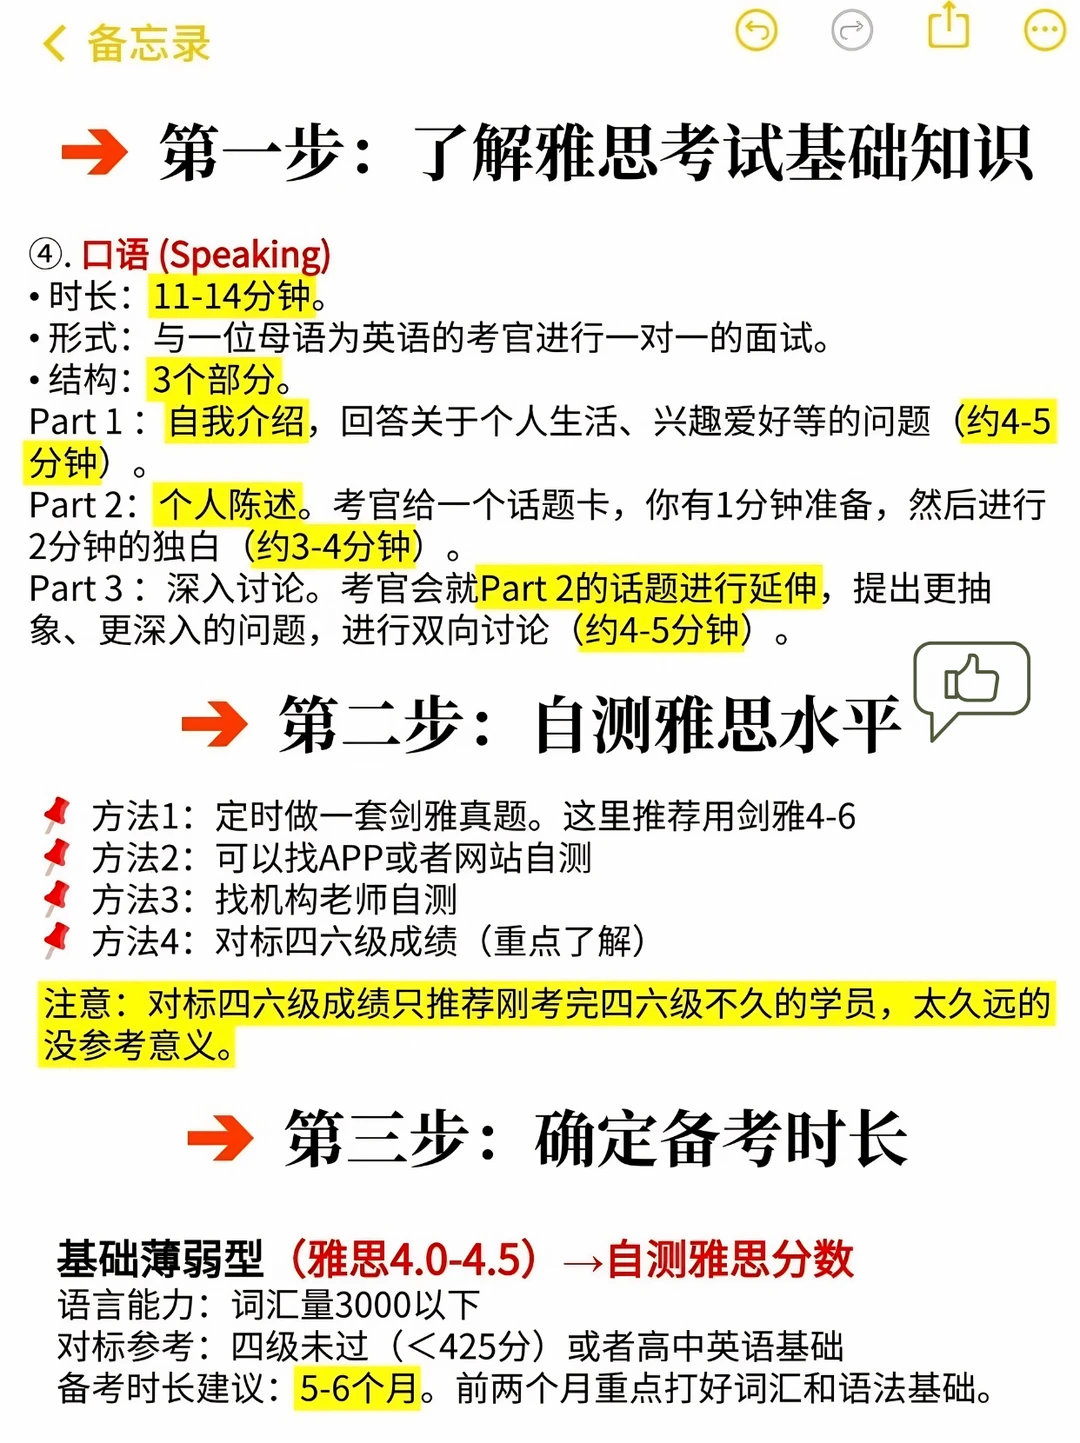 备忘录
第一步：了解雅思考试基础知识
④. 口语 (Speaking)
• 时长：11-14分钟。
• 形式：与一位母语为英语的考官进行一对一的面试。
• 结构：3个部分。
Part 1：自我介绍，回答关于个人生活、兴趣爱好等的问题（约4-5
分钟）。
Part 2：个人陈述。考官给一个话题卡，你有1分钟准备，然后进行
2分钟的独白（约3-4分钟）。
Part 3：深入讨论。考官会就Part 2的话题进行延伸，提出更抽
象、更深入的问题，进行双向讨论（约4-5分钟）。
第二步：自测雅思水平
方法1：定时做一套剑雅真题。这里推荐用剑雅4-6
方法2：可以找APP或者网站自测
方法3：找机构老师自测
方法4：对标四六级成绩（重点了解）
注意：对标四六级成绩只推荐刚考完四六级不久的学员，太久远的
没参考意义。
第三步：确定备考时长
基础薄弱型（雅思4.0-4.5）→自测雅思分数
语言能力：词汇量3000以下
对标参考：四级未过（＜425分）或者高中英语基础
备考时长建议：5-6个月。前两个月重点打好词汇和语法基础。